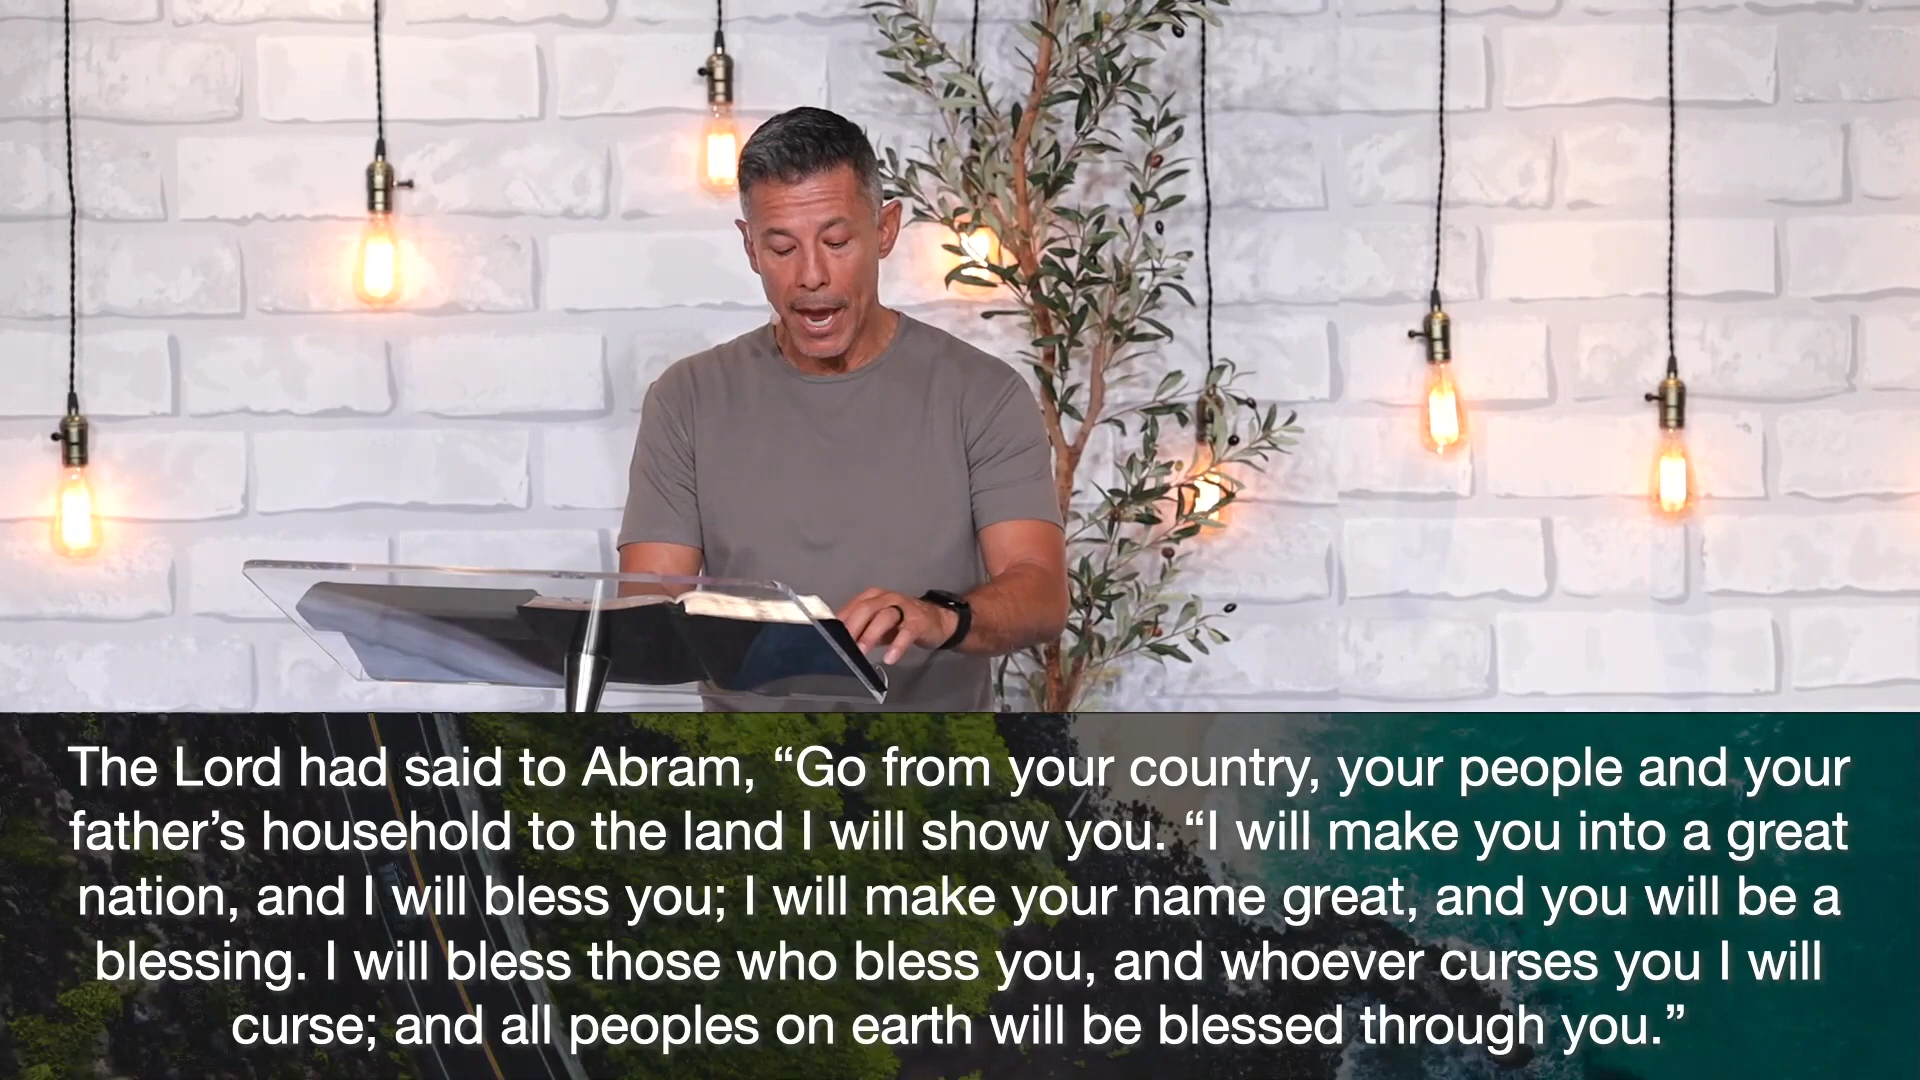 The Lord had said to Abram, “Go from your country, your people and your
father’s household to the land I will show you. “I will make you into a great
nation, and I will bless you; I will make your name great, and you will be a
blessing. I will bless those who bless you, and whoever curses you I will
curse; and all peoples on earth will be blessed through you.”